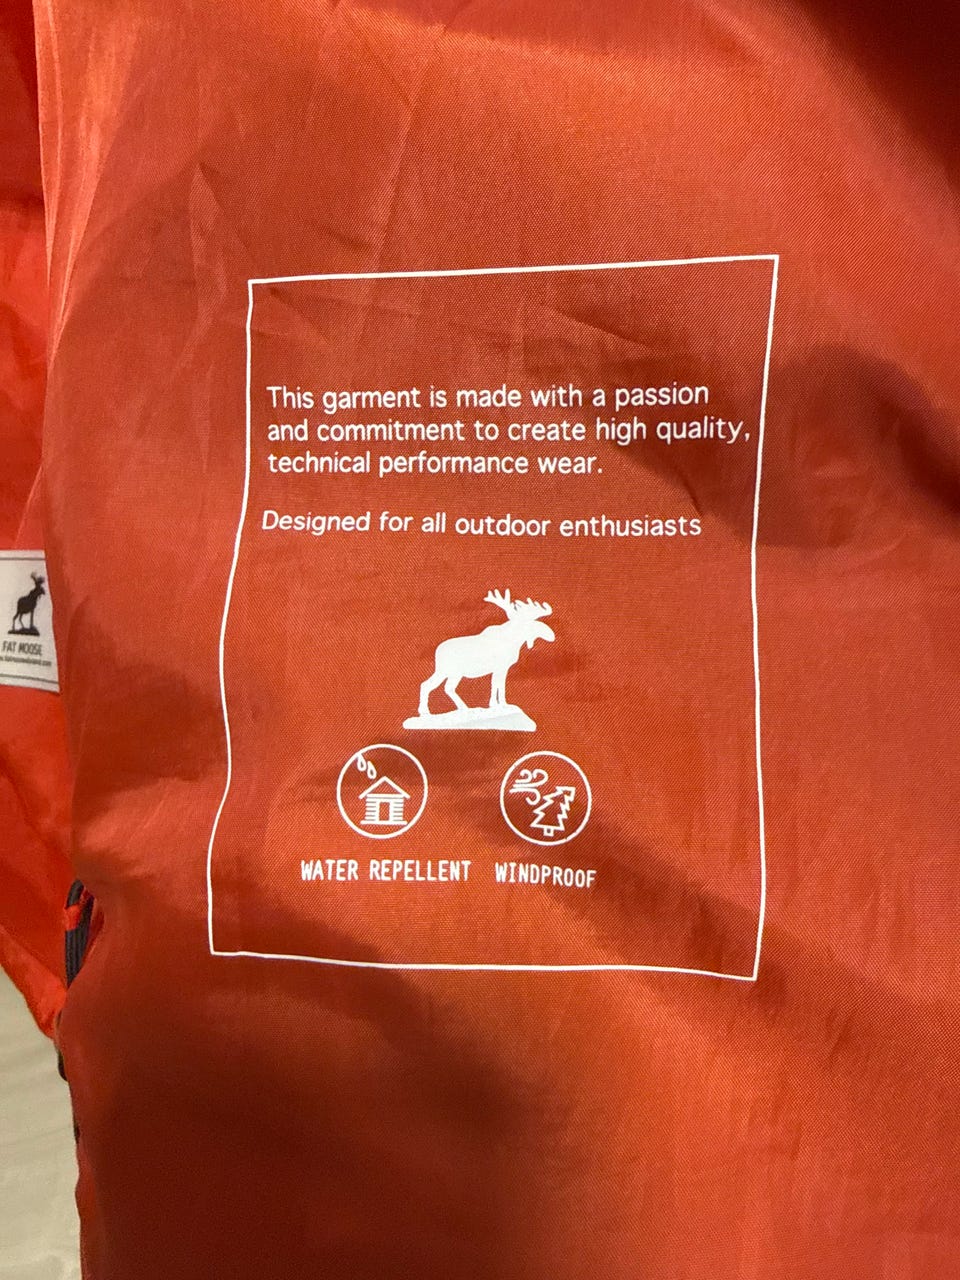 This garment is made with a passion
and commitment to create high quality,
technical performance wear.
Designed for all outdoor enthusiasts
WATER REPELLENT WINDPROOF
FAT MOOSE